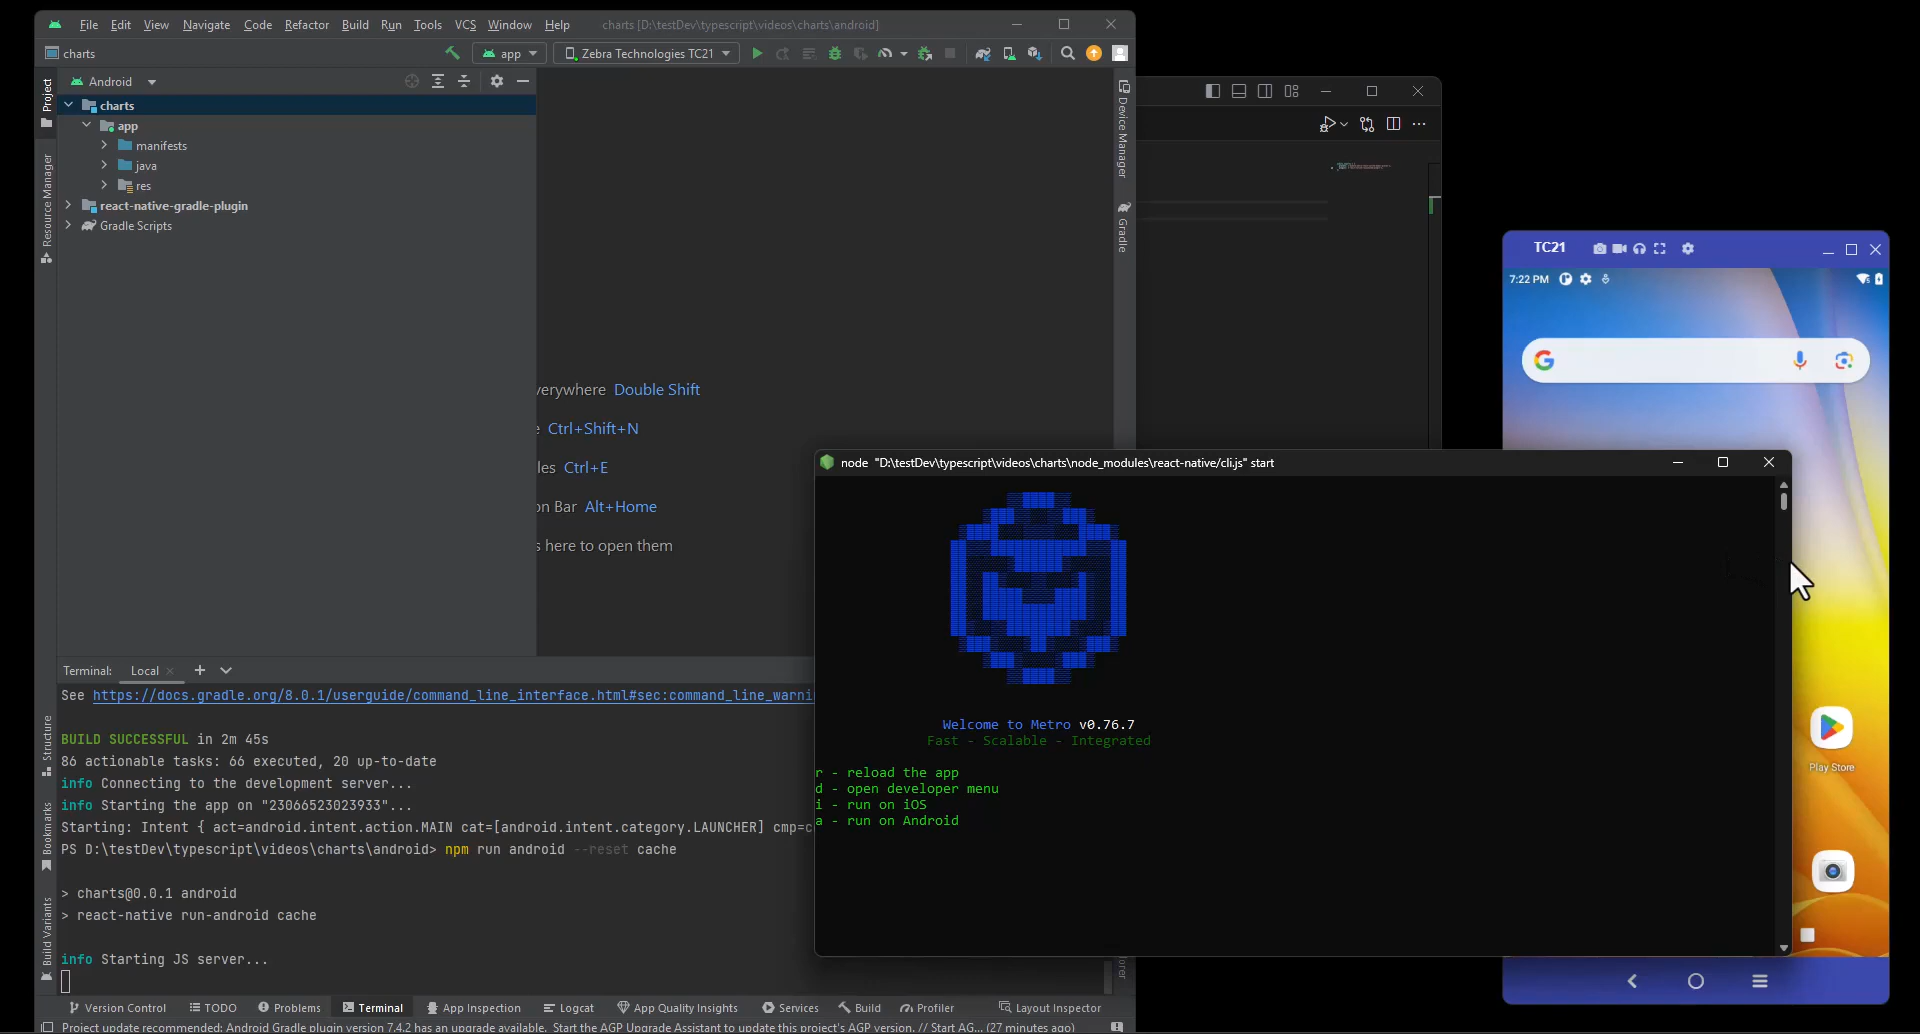 File Edit View Navigate Code Refactor Build Run Tools VCS Window Help charts [D:\testDev\typescript\videos\charts\android]
charts app Zebra Technologies TC21
Android
charts
app
manifests
java
res
react-native-gradle-plugin
Gradle Scripts
Project
Resource Manager
Structure
Bookmarks
Build Variants
Device Manager
Gradle
verywhere Double Shift
e Ctrl+Shift+N
les Ctrl+E
on Bar Alt+Home
s here to open them
Terminal: Local
See https://docs.gradle.org/8.0.1/userguide/command_line_interface.html#sec:command_line_warni
BUILD SUCCESSFUL in 2m 45s
86 actionable tasks: 66 executed, 20 up-to-date
info Connecting to the development server...
info Starting the app on "23066523023933"...
Starting: Intent { act=android.intent.action.MAIN cat=[android.intent.category.LAUNCHER] cmp=c
PS D:\testDev\typescript\videos\charts\android> npm run android --reset cache
> charts@0.0.1 android
> react-native run-android cache
info Starting JS server...
Version Control TODO Problems Terminal App Inspection Logcat App Quality Insights Services Build Profiler Layout Inspector
Project update recommended: Android Gradle plugin version 7.4.2 has an upgrade available. Start the AGP Upgrade Assistant to update this project's AGP version. // Start AG... (27 minutes ago)
node "D:\testDev\typescript\videos\charts\node_modules\react-native/cli.js" start
Welcome to Metro v0.76.7
Fast - Scalable - Integrated
r - reload the app
d - open developer menu
i - run on iOS
a - run on Android
TC21
7:22 PM
Play Store